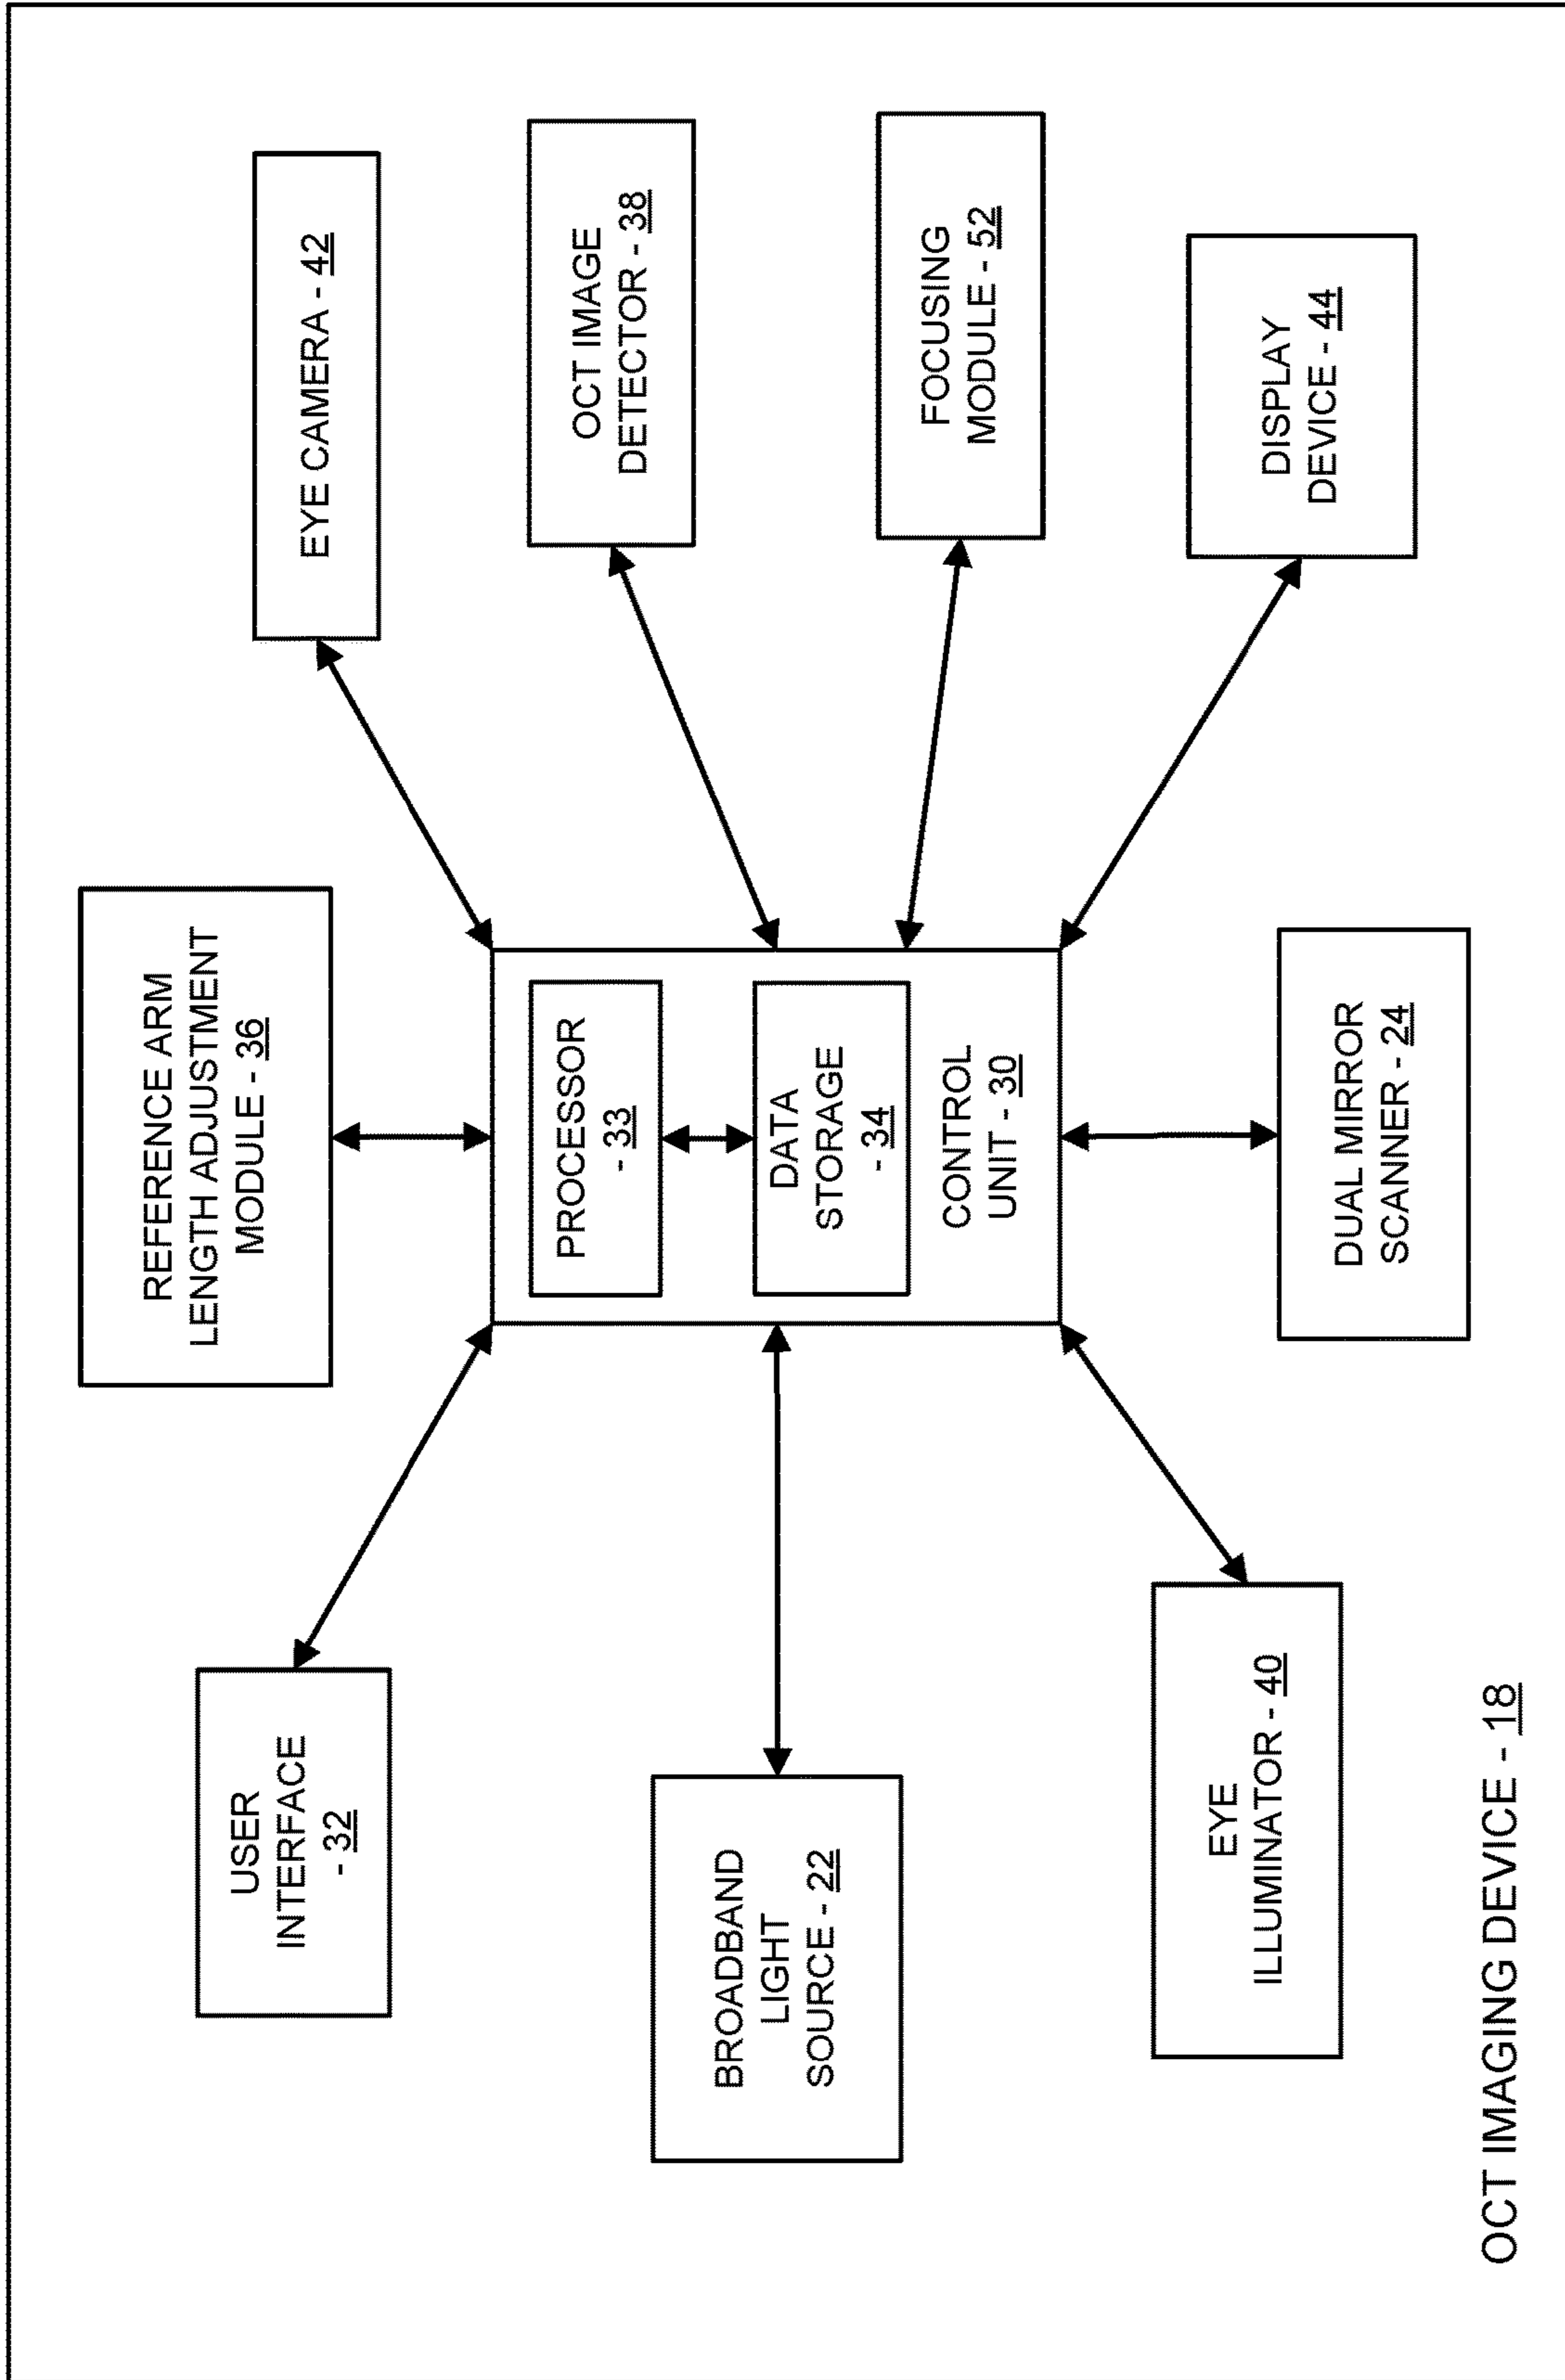 REFERENCE ARM
LENGTH ADJUSTMENT
MODULE - 36
USER
INTERFACE
- 32
EYE CAMERA - 42
PROCESSOR
- 33
OCT IMAGE
DETECTOR - 38
BROADBAND
LIGHT
SOURCE - 22
DATA
STORAGE
- 34
CONTROL
UNIT - 30
FOCUSING
MODULE - 52
EYE
ILLUMINATOR - 40
DUAL MIRROR
SCANNER - 24
DISPLAY
DEVICE - 44
OCT IMAGING DEVICE - 18